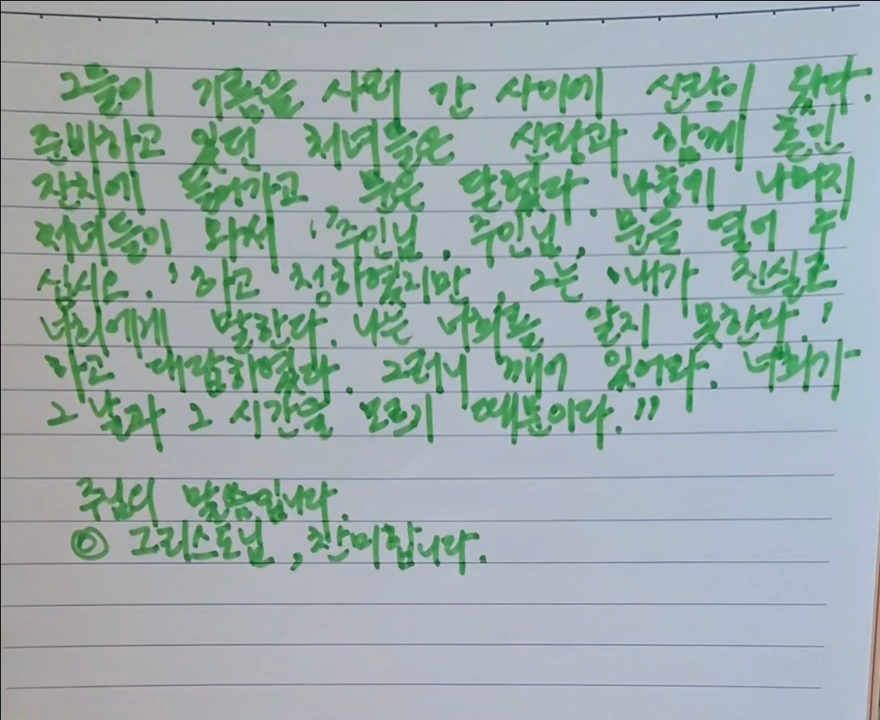 그들이 기름을 사러 간 사이에 신랑이 왔다.
준비하고 있던 처녀들은 신랑과 함께 혼인
잔치에 들어가고, 문은 닫혔다. 나중에 나머지
처녀들이 와서 '주인님, 주인님, 문을 열어 주
십시오.' 하고 청하였지만, 그는 '내가 진실로
너희에게 말한다. 나는 너희를 알지 못한다.'
하고 대답하였다. 그러니 깨어 있어라. 너희가
그 날과 그 시간을 모르기 때문이다."
주님의 말씀입니다.
◎ 그리스도님, 찬미합니다.